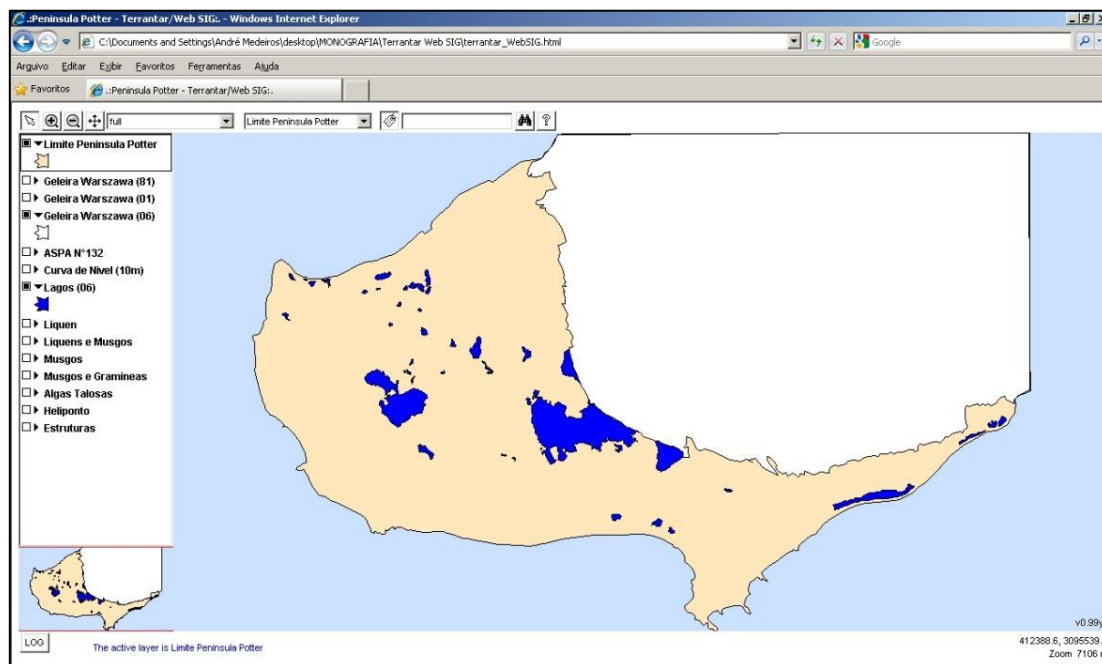 .:Peninsula Potter - Terrantar/Web SIG:. - Windows Internet Explorer
C:\Documents and Settings\André Medeiros\desktop\MONOGRAFIA\Terrantar Web SIG\terrantar_WebSIG.html
Google
Arquivo Editar Exibir Favoritos Ferramentas Ajuda
Favoritos .:Peninsula Potter - Terrantar/Web SIG:.
full Limite Peninsula Potter ?
Limite Peninsula Potter
Geleira Warszawa (81)
Geleira Warszawa (01)
Geleira Warszawa (06)
ASPA N°132
Curva de Nivel (10m)
Lagos (06)
Liquen
Liquens e Musgos
Musgos
Musgos e Gramineas
Algas Talosas
Heliponto
Estruturas
v0.99
LOG
The active layer is Limite Peninsula Potter
412388.6, 3095539.
Zoom 7106